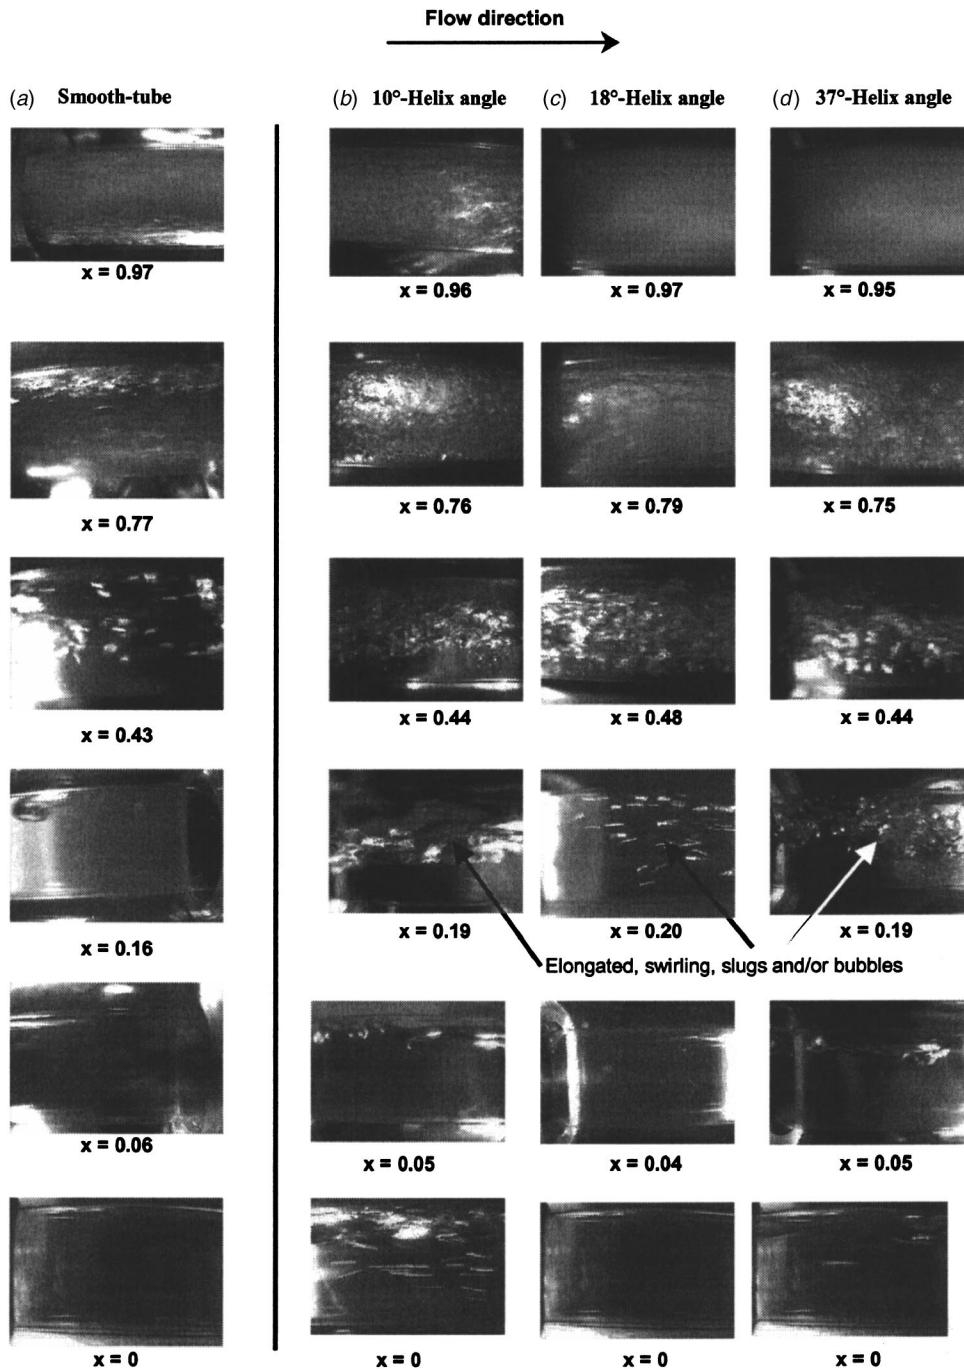 Flow direction
(a) Smooth-tube (b) 10°-Helix angle (c) 18°-Helix angle (d) 37°-Helix angle
x = 0.97 x = 0.96 x = 0.97 x = 0.95
x = 0.77 x = 0.76 x = 0.79 x = 0.75
x = 0.43 x = 0.44 x = 0.48 x = 0.44
x = 0.16 x = 0.19 x = 0.20 x = 0.19
Elongated, swirling, slugs and/or bubbles
x = 0.06 x = 0.05 x = 0.04 x = 0.05
x = 0 x = 0 x = 0 x = 0